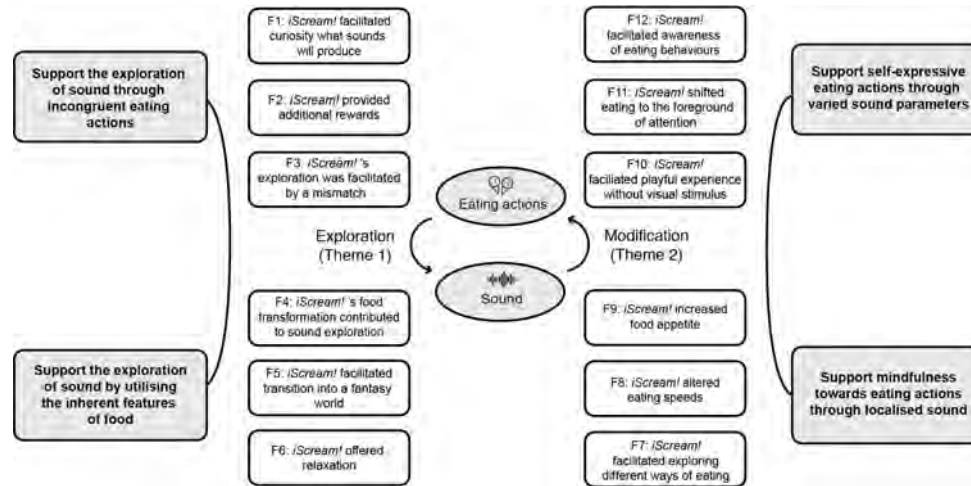 Support the exploration
of sound through
incongruent eating
actions
Support the exploration
of sound by utilising
the inherent features
of food
F1: iScream! facilitated
curiosity what sounds
will produce
F2: iScream! provided
additional rewards
F3. iScream! 's
exploration was facilitated
by a mismatch
F4: iScream! 's food
transformation contributed
to sound exploration
F5: iScream! facilitated
transition into a fantasy
world
F6: iScream! offered
relaxation
Eating actions
Exploration
(Theme 1)
Modification
(Theme 2)
Sound
F12: iScream!
facilitated awareness
of eating behaviours
F11: iScream! shifted
eating to the foreground
of attention
F10: iScream!
faciliated playful experience
without visual stimulus
F9: iScream! increased
food appetite
F8: iScream! altered
eating speeds
F7: iScream!
facilitated exploring
different ways of eating
Support self-expressive
eating actions through
varied sound parameters
Support mindfulness
towards eating actions
through localised sound